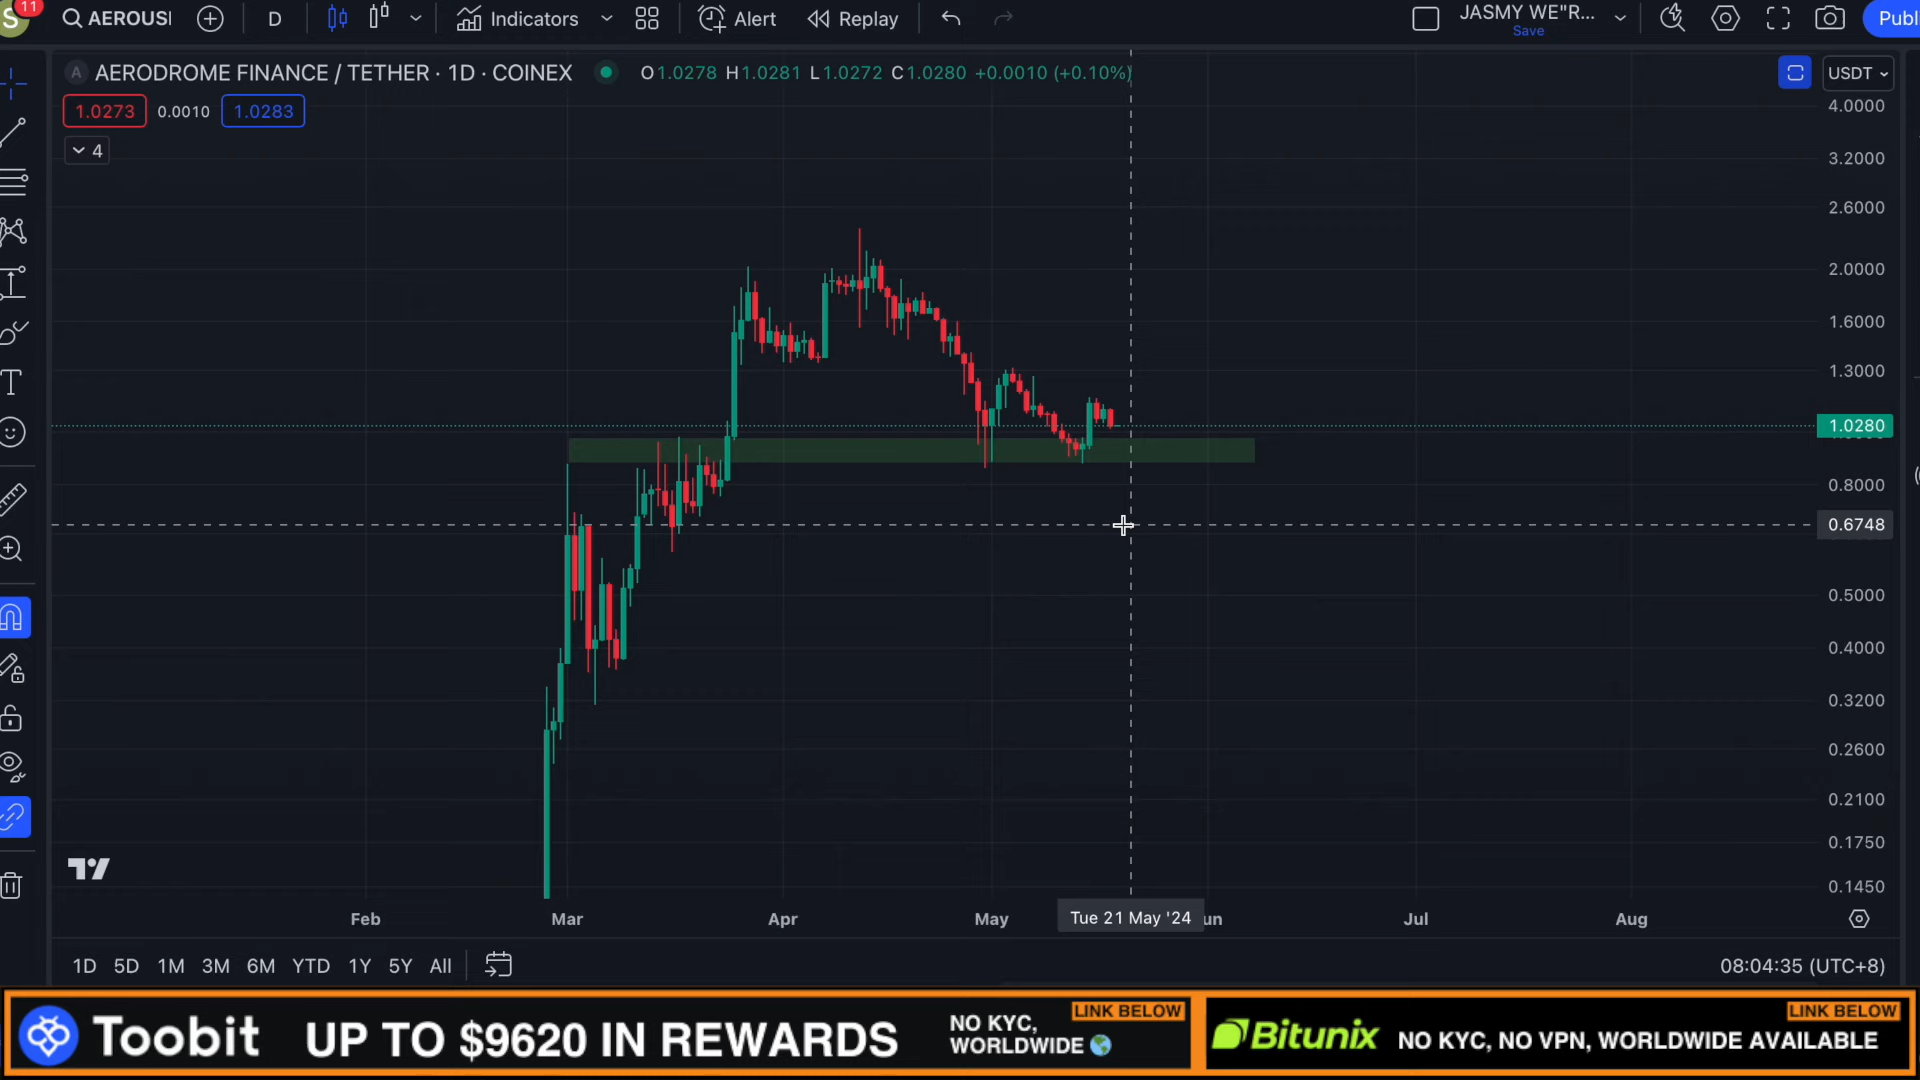 S 11
AEROUSI D Indicators Alert Replay JASMY WE"R... Save Publ
A AERODROME FINANCE / TETHER · 1D · COINEX O1.0278 H1.0281 L1.0272 C1.0280 +0.0010 (+0.10%) USDT
1.0273 0.0010 1.0283
4
4.0000
3.2000
2.6000
2.0000
1.6000
1.3000
1.0280
0.8000
0.6748
0.5000
0.4000
0.3200
0.2600
0.2100
0.1750
0.1450
Feb Mar Apr May Tue 21 May '24 un Jul Aug
1D 5D 1M 3M 6M YTD 1Y 5Y All 08:04:35 (UTC+8)
Toobit UP TO $9620 IN REWARDS NO KYC, WORLDWIDE LINK BELOW
Bitunix NO KYC, NO VPN, WORLDWIDE AVAILABLE LINK BELOW